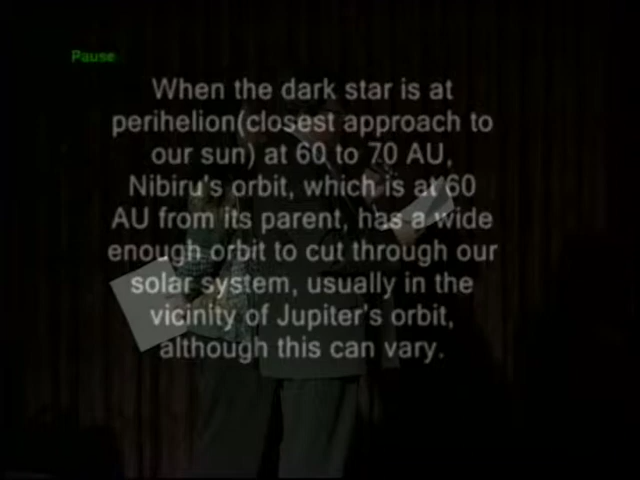 Pause
When the dark star is at
perihelion(closest approach to
our sun) at 60 to 70 AU,
Nibiru's orbit, which is at 60
AU from its parent, has a wide
enough orbit to cut through our
solar system, usually in the
vicinity of Jupiter's orbit,
although this can vary.